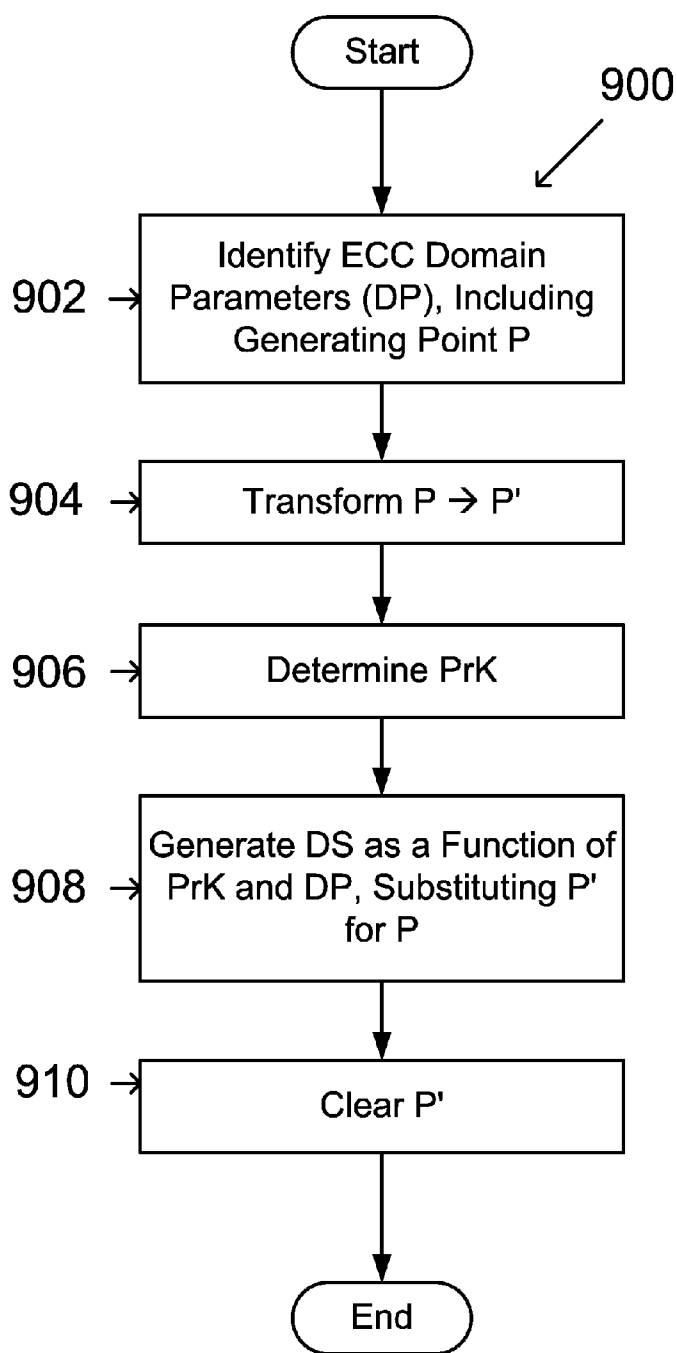 Start
900
902
Identify ECC Domain
Parameters (DP), Including
Generating Point P
904
Transform P → P'
906
Determine PrK
908
Generate DS as a Function of
PrK and DP, Substituting P'
for P
910
Clear P'
End